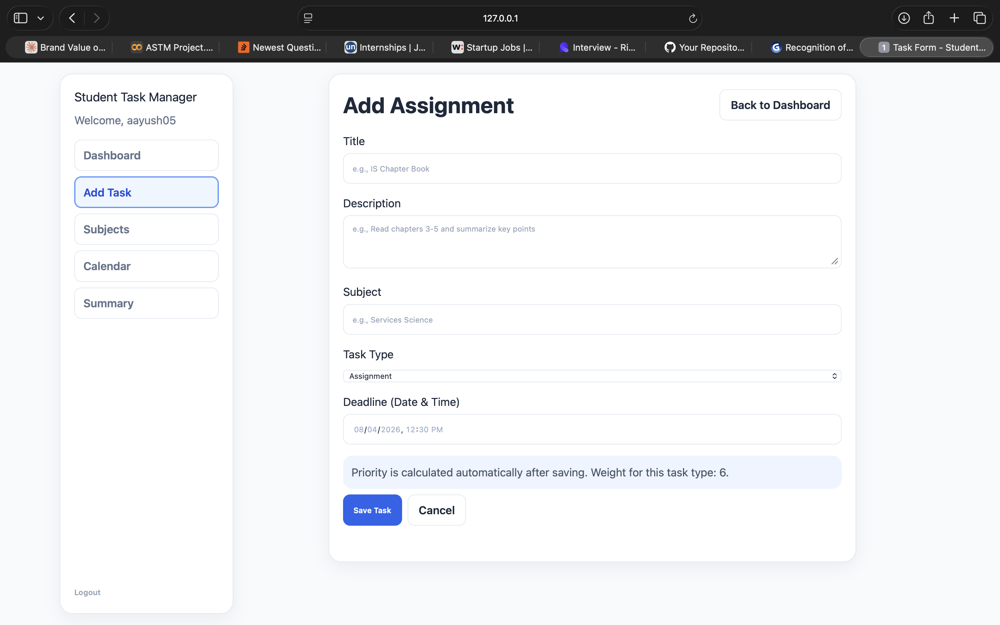 127.0.0.1
Brand Value o...
ASTM Project....
Newest Questi...
un
Internships | J...
w:
Startup Jobs |...
Interview - Ri...
Your Reposito...
G
Recognition of...
1
Task Form - Student...
Student Task Manager
Welcome, aayush05
Dashboard
Add Task
Subjects
Calendar
Summary
Logout
Add Assignment
Back to Dashboard
Title
e.g., IS Chapter Book
Description
e.g., Read chapters 3-5 and summarize key points
Subject
e.g., Services Science
Task Type
Assignment
Deadline (Date & Time)
08/04/2026, 12:30 PM
Priority is calculated automatically after saving. Weight for this task type: 6.
Save Task
Cancel